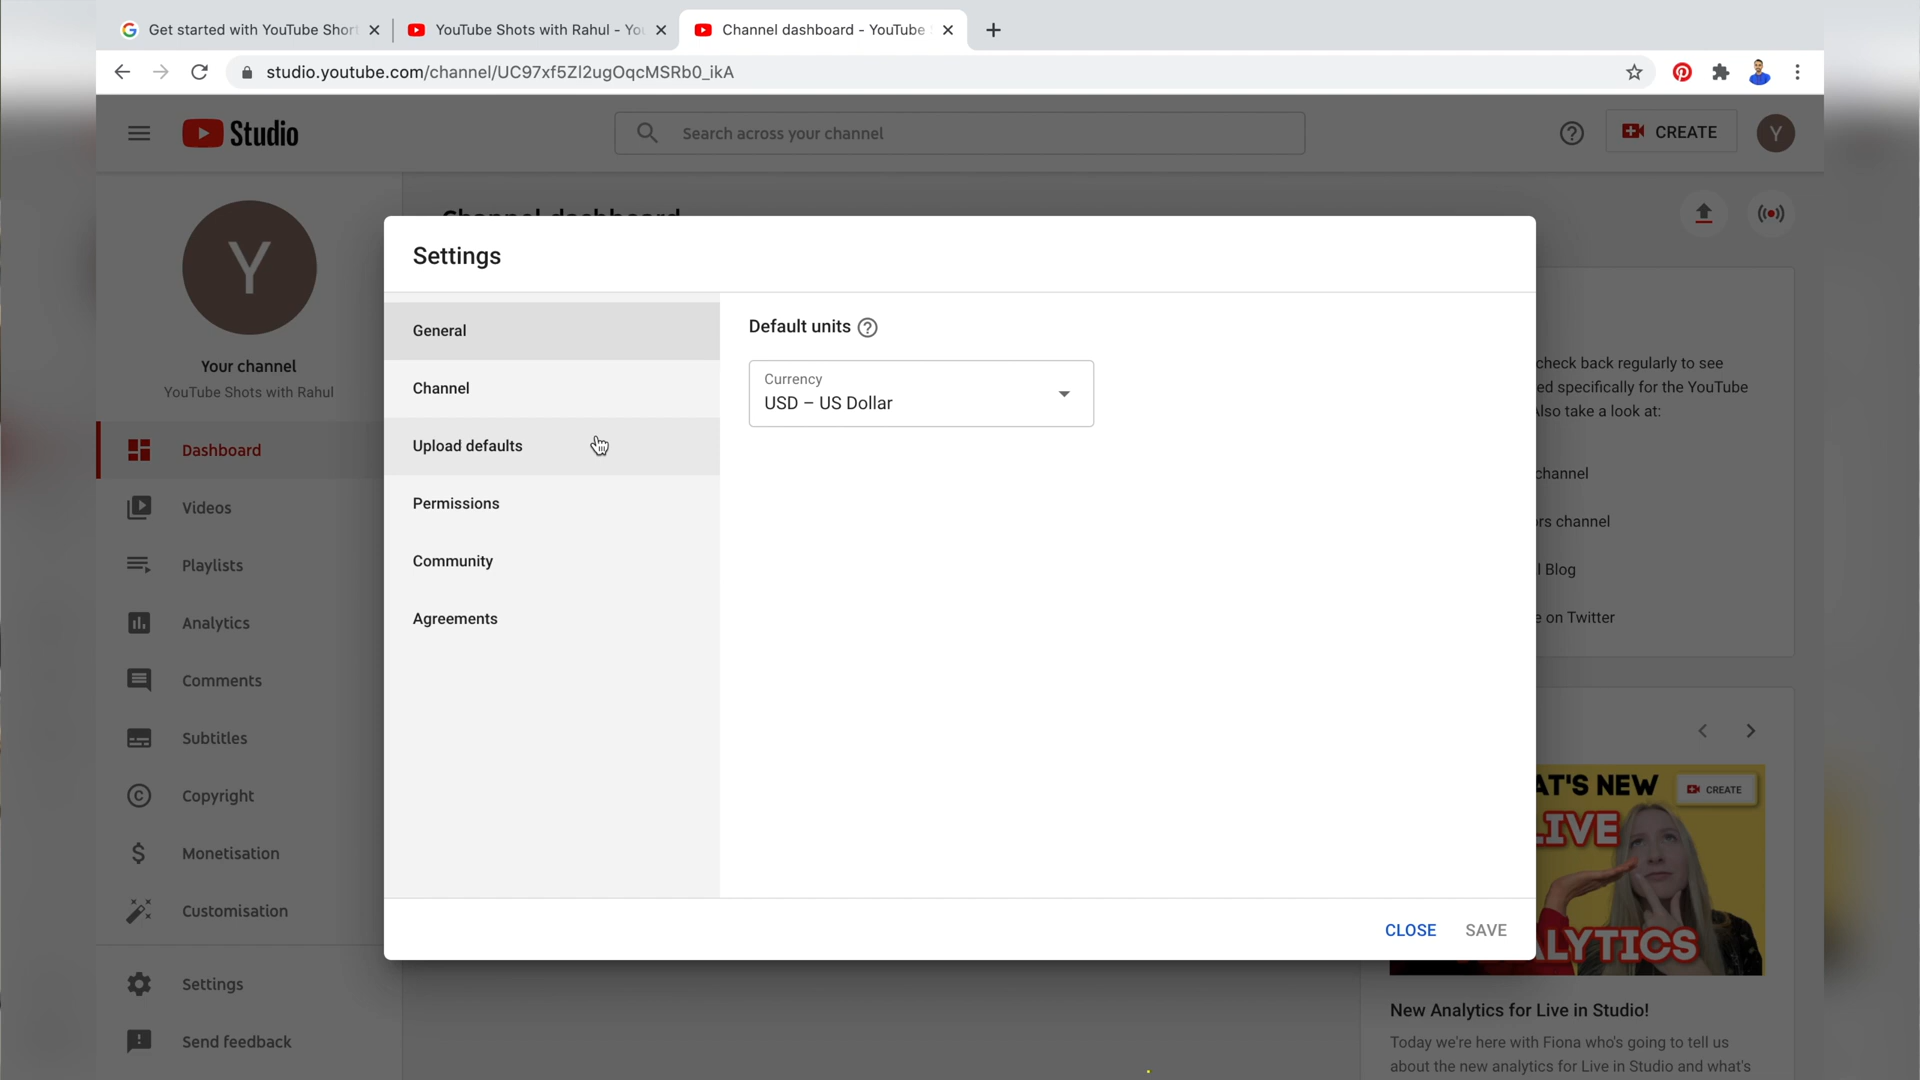 Get started with YouTube Shor
YouTube Shots with Rahul - Yo
Channel dashboard - YouTube
studio.youtube.com/channel/UC97xf5Zl2ugOqcMSRb0_ikA
Studio
Search across your channel
CREATE
Y
Channel dashboard
Y
Your channel
YouTube Shots with Rahul
Dashboard
Videos
Playlists
Analytics
Comments
Subtitles
Copyright
Monetisation
Customisation
Settings
Send feedback
Settings
General
Channel
Upload defaults
Permissions
Community
Agreements
Default units
Currency
USD – US Dollar
CLOSE
SAVE
check back regularly to see
ed specifically for the YouTube
Also take a look at:
channel
rs channel
l Blog
e on Twitter
AT'S NEW
CREATE
LIVE
ALYTICS
New Analytics for Live in Studio!
Today we're here with Fiona who's going to tell us
about the new analytics for Live in Studio and what's